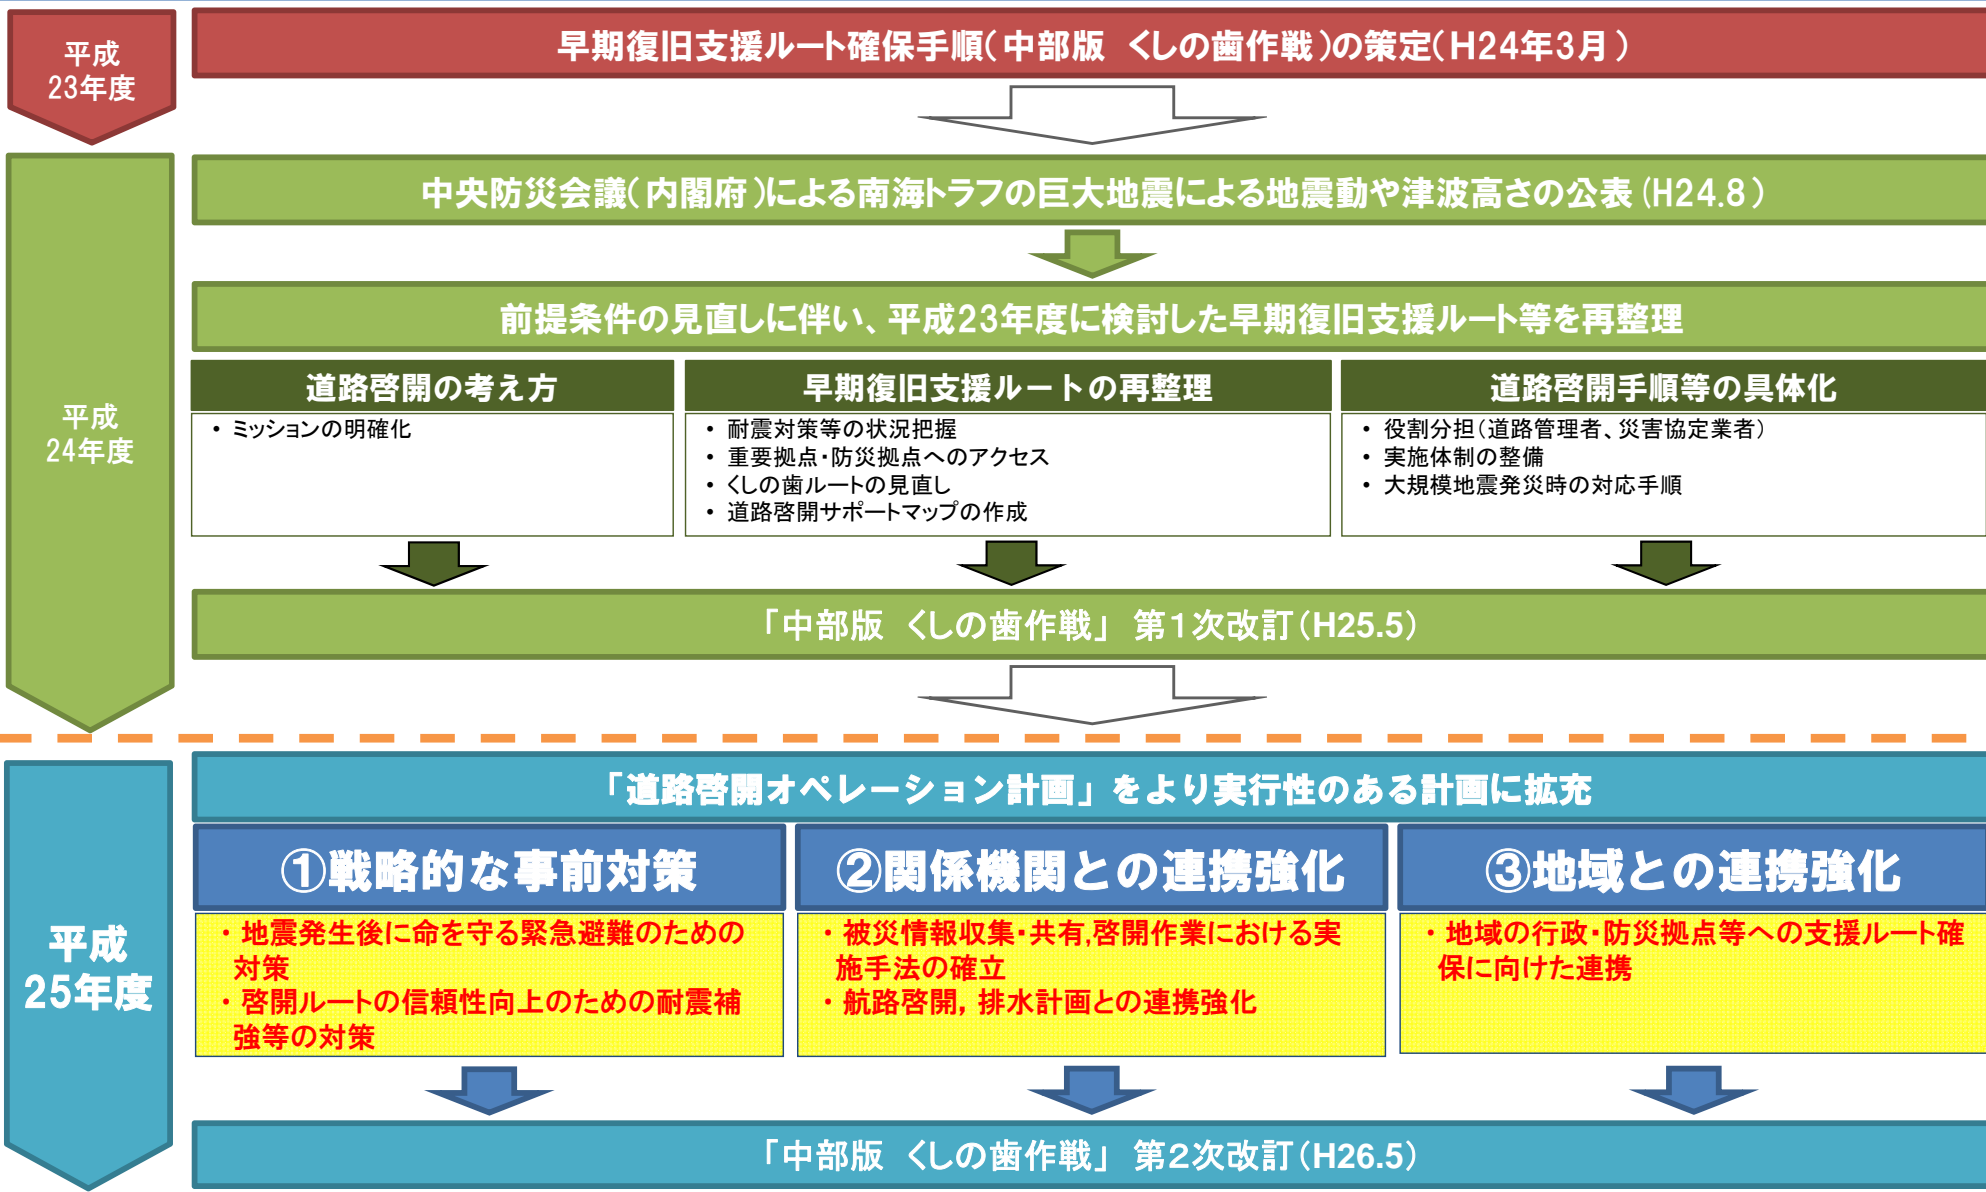 平成
23年度
早期復旧支援ルート確保手順（中部版　くしの歯作戦）の策定（H24年3月）
平成
24年度
中央防災会議（内閣府）による南海トラフの巨大地震による地震動や津波高さの公表（H24.8）
前提条件の見直しに伴い、平成23年度に検討した早期復旧支援ルート等を再整理
道路啓開の考え方
・ミッションの明確化
早期復旧支援ルートの再整理
・耐震対策等の状況把握
・重要拠点・防災拠点へのアクセス
・くしの歯ルートの見直し
・道路啓開サポートマップの作成
道路啓開手順等の具体化
・役割分担（道路管理者、災害協定業者）
・実施体制の整備
・大規模地震発災時の対応手順
「中部版　くしの歯作戦」 第１次改訂（H25.5）
平成
25年度
「道路啓開オペレーション計画」をより実行性のある計画に拡充
①戦略的な事前対策
・地震発生後に命を守る緊急避難のための
対策
・啓開ルートの信頼性向上のための耐震補
強等の対策
②関係機関との連携強化
・被災情報収集・共有,啓開作業における実
施手法の確立
・航路啓開，排水計画との連携強化
③地域との連携強化
・地域の行政・防災拠点等への支援ルート確
保に向けた連携
「中部版　くしの歯作戦」 第２次改訂（H26.5）